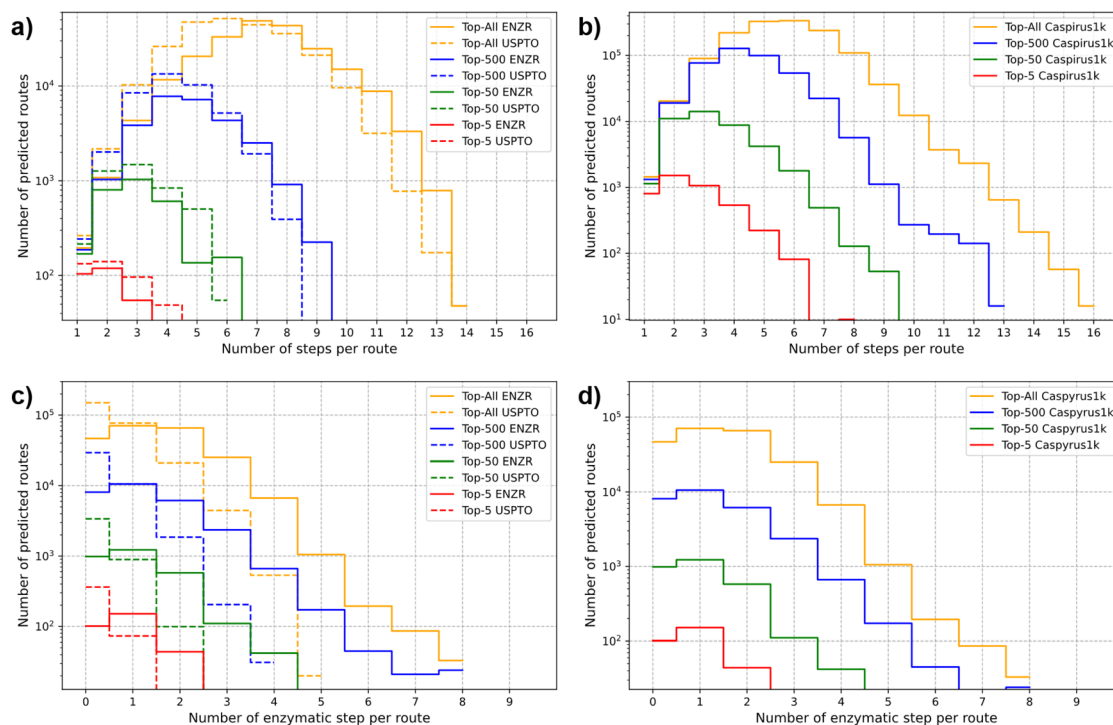 a)
Number of predicted routes
10^4
10^3
10^2
Top-All ENZR
Top-All USPTO
Top-500 ENZR
Top-500 USPTO
Top-50 ENZR
Top-50 USPTO
Top-5 ENZR
Top-5 USPTO
1 2 3 4 5 6 7 8 9 10 11 12 13 14 15 16
Number of steps per route
b)
Number of predicted routes
10^5
10^4
10^3
10^2
10^1
Top-All Caspirus1k
Top-500 Caspirus1k
Top-50 Caspirus1k
Top-5 Caspirus1k
1 2 3 4 5 6 7 8 9 10 11 12 13 14 15 16
Number of steps per route
c)
Number of predicted routes
10^5
10^4
10^3
10^2
Top-All ENZR
Top-All USPTO
Top-500 ENZR
Top-500 USPTO
Top-50 ENZR
Top-50 USPTO
Top-5 ENZR
Top-5 USPTO
0 1 2 3 4 5 6 7 8 9
Number of enzymatic step per route
d)
Number of predicted routes
10^5
10^4
10^3
10^2
Top-All Caspyrus1k
Top-500 Caspyrus1k
Top-50 Caspyrus1k
Top-5 Caspyrus1k
0 1 2 3 4 5 6 7 8 9
Number of enzymatic step per route